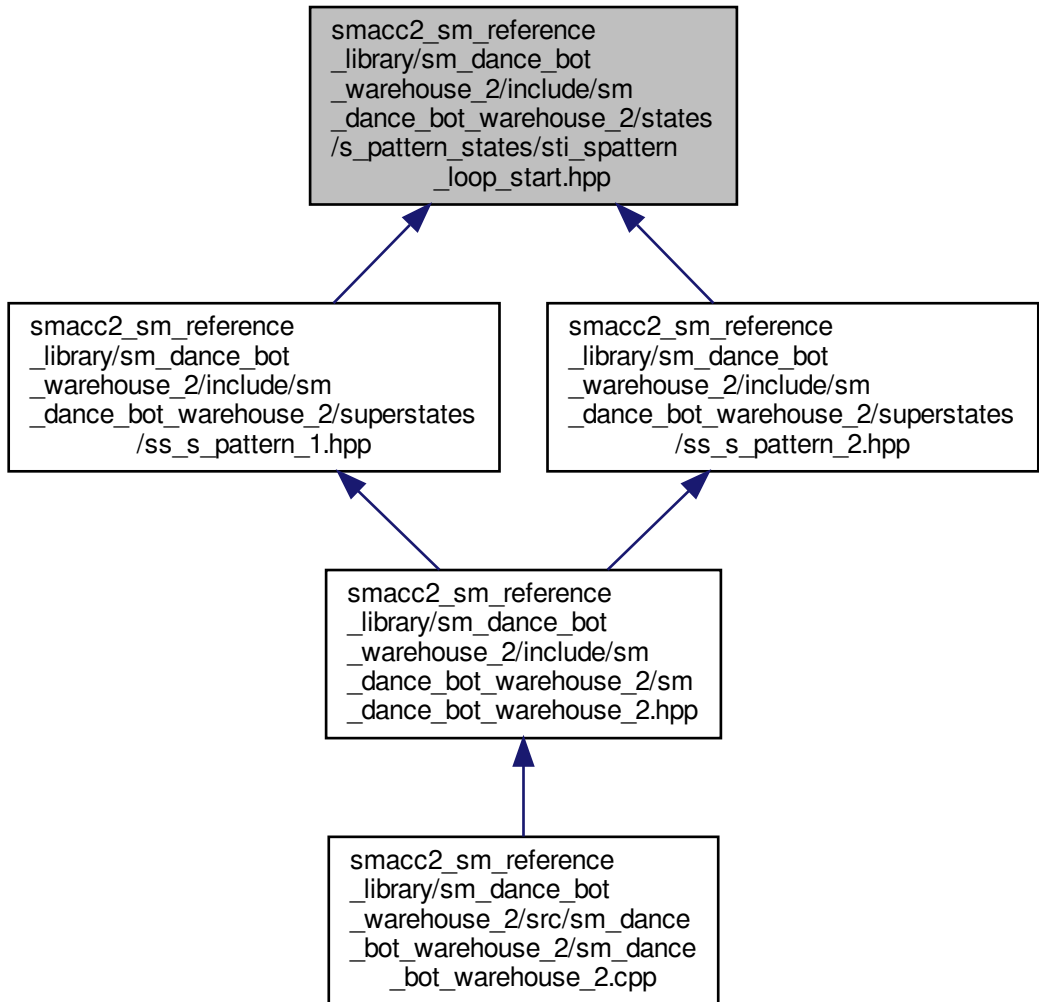 smacc2_sm_reference
_library/sm_dance_bot
_warehouse_2/include/sm
_dance_bot_warehouse_2/states
/s_pattern_states/sti_spattern
_loop_start.hpp
smacc2_sm_reference
_library/sm_dance_bot
_warehouse_2/include/sm
_dance_bot_warehouse_2/superstates
/ss_s_pattern_1.hpp
smacc2_sm_reference
_library/sm_dance_bot
_warehouse_2/include/sm
_dance_bot_warehouse_2/superstates
/ss_s_pattern_2.hpp
smacc2_sm_reference
_library/sm_dance_bot
_warehouse_2/include/sm
_dance_bot_warehouse_2/sm
_dance_bot_warehouse_2.hpp
smacc2_sm_reference
_library/sm_dance_bot
_warehouse_2/src/sm_dance
_bot_warehouse_2/sm_dance
_bot_warehouse_2.cpp